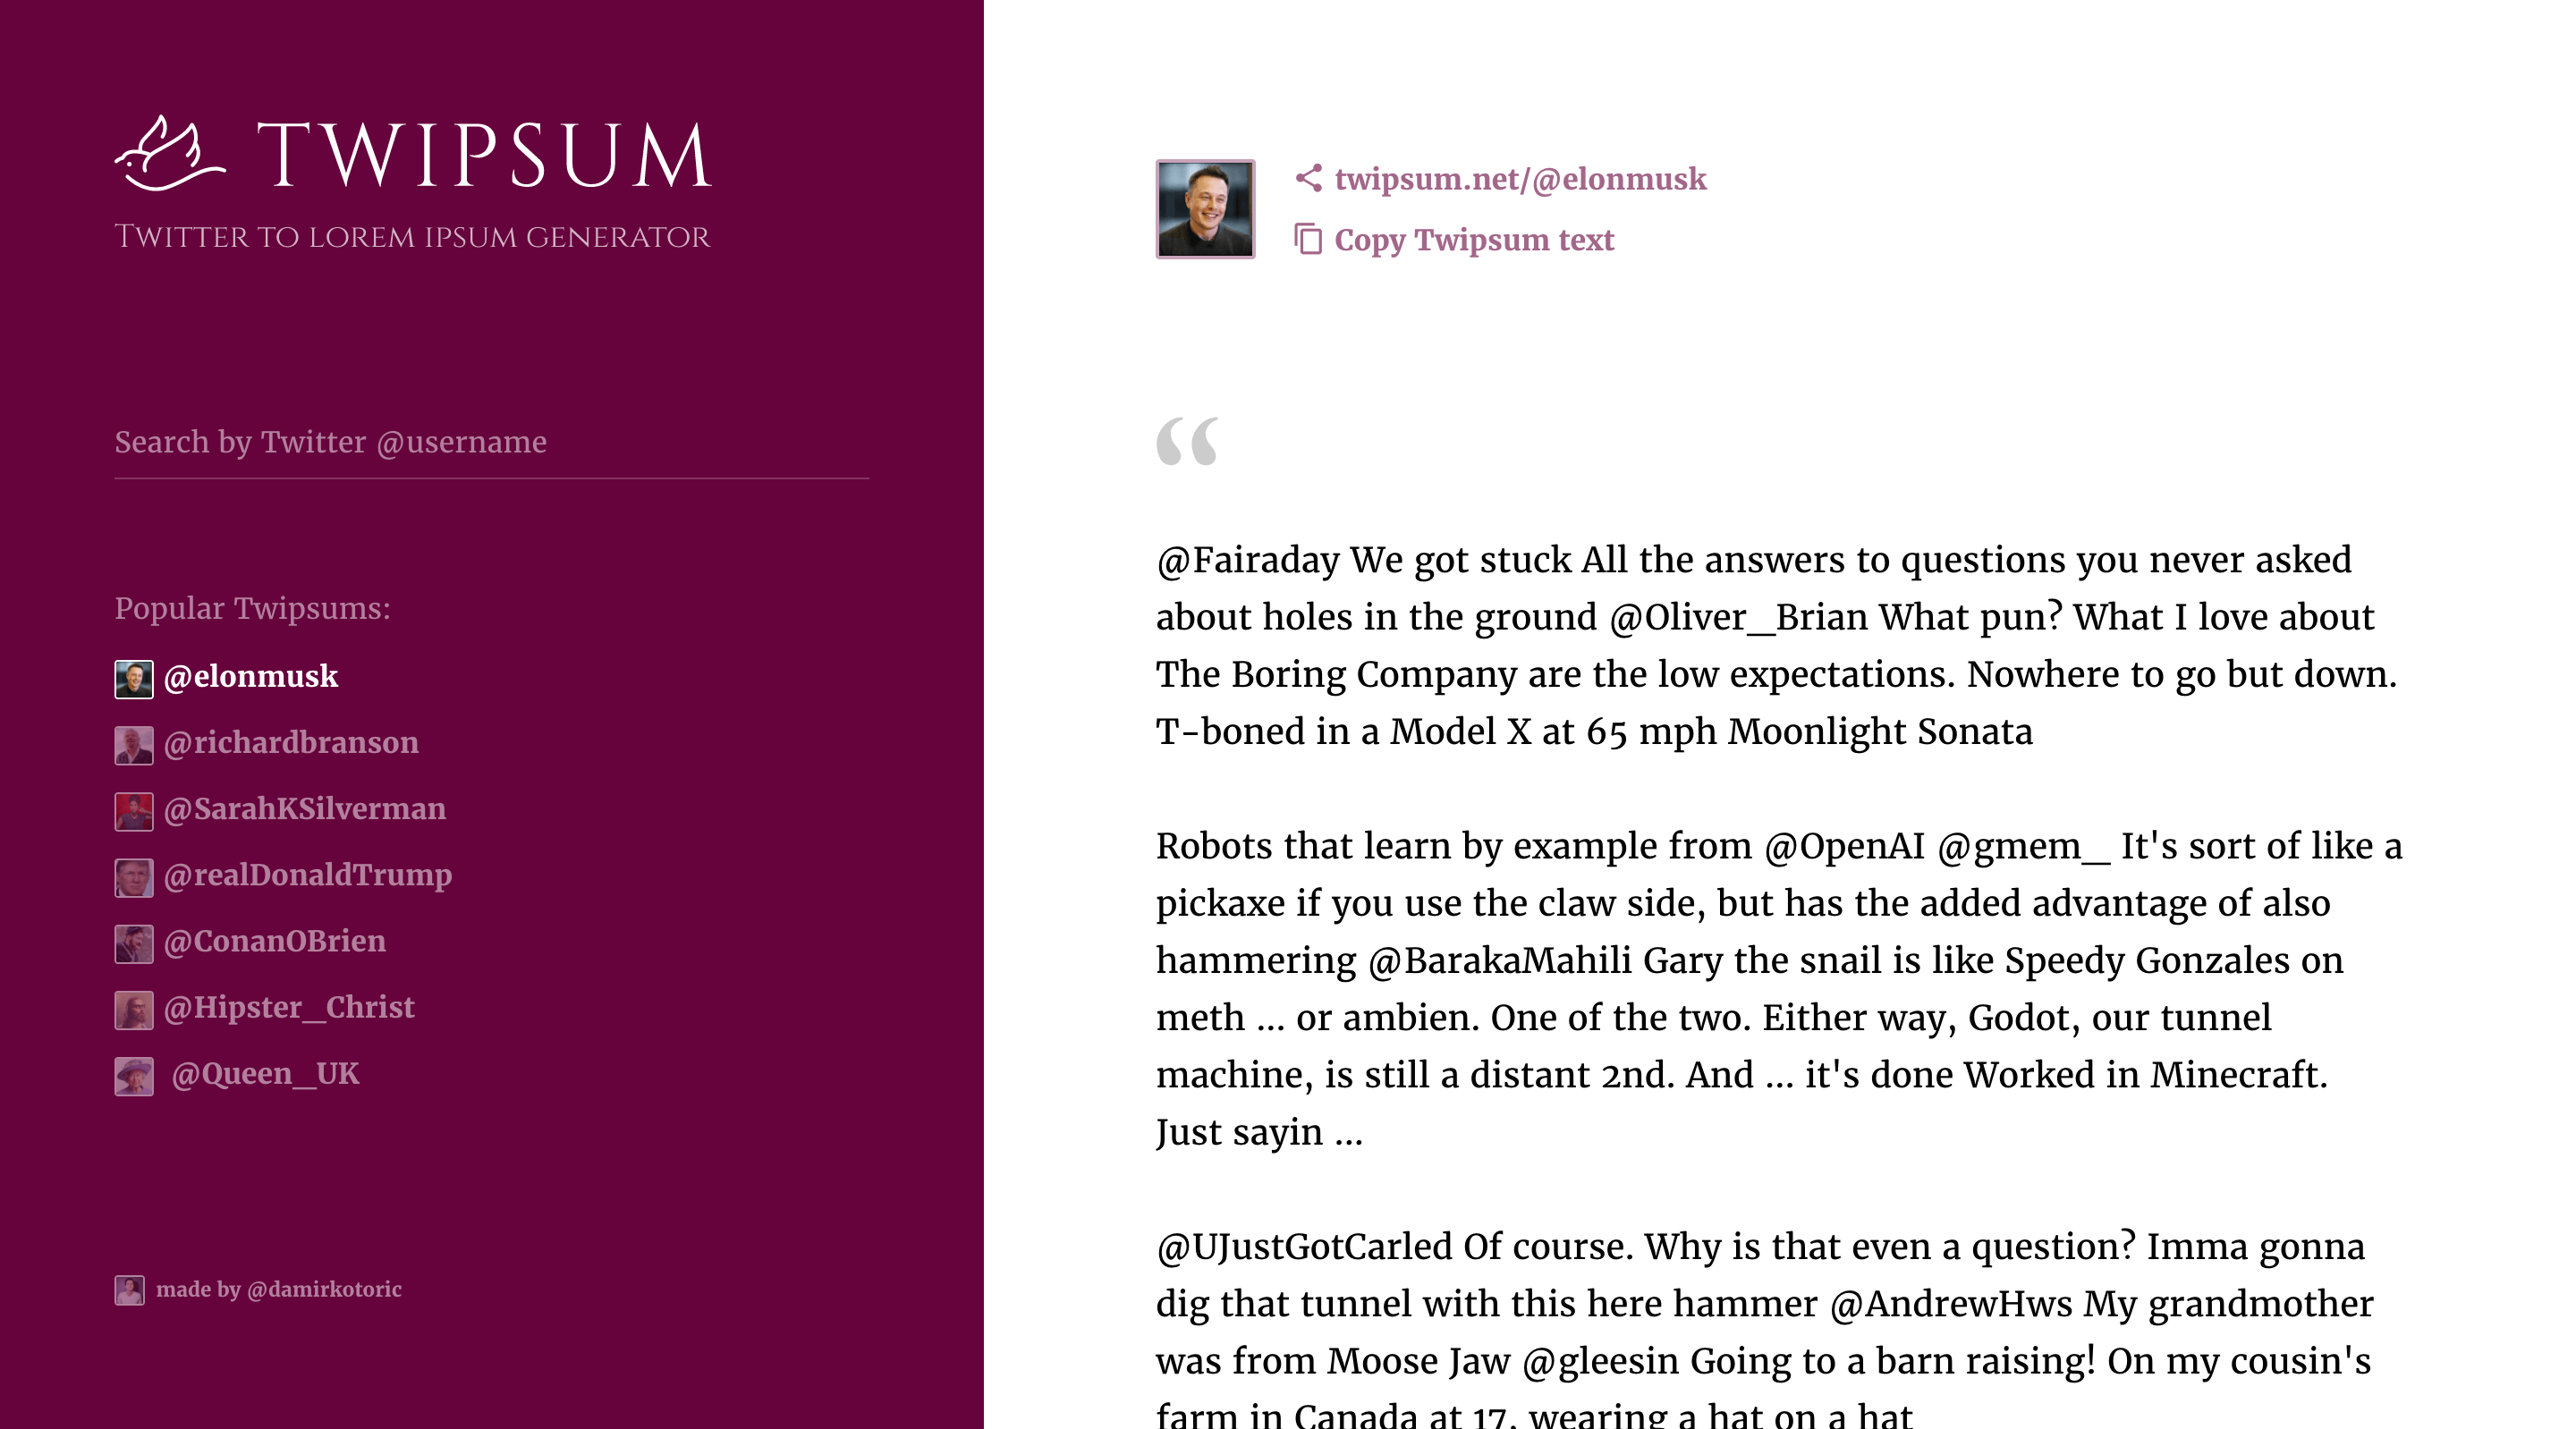 TWIPSUM
Twitter to lorem ipsum generator
Search by Twitter @username
Popular Twipsums:
@elonmusk
@richardbranson
@SarahKSilverman
@realDonaldTrump
@ConanOBrien
@Hipster_Christ
@Queen_UK
made by @damirkotoric
twipsum.net/@elonmusk
Copy Twipsum text
“
@Fairaday We got stuck All the answers to questions you never asked
about holes in the ground @Oliver_Brian What pun? What I love about
The Boring Company are the low expectations. Nowhere to go but down.
T-boned in a Model X at 65 mph Moonlight Sonata
Robots that learn by example from @OpenAI @gmem_ It's sort of like a
pickaxe if you use the claw side, but has the added advantage of also
hammering @BarakaMahili Gary the snail is like Speedy Gonzales on
meth ... or ambien. One of the two. Either way, Godot, our tunnel
machine, is still a distant 2nd. And ... it's done Worked in Minecraft.
Just sayin ...
@UJustGotCarled Of course. Why is that even a question? Imma gonna
dig that tunnel with this here hammer @AndrewHws My grandmother
was from Moose Jaw @gleesin Going to a barn raising! On my cousin's
farm in Canada at 17, wearing a hat on a hat